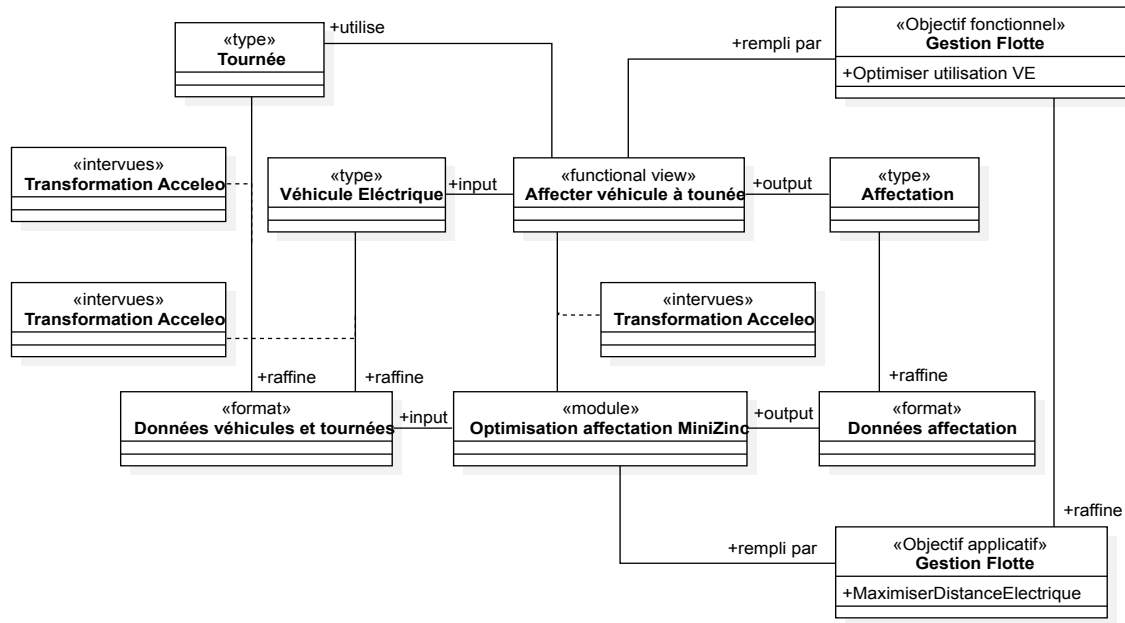 «type»
Tournée
+utilise
+rempli par
«Objectif fonctionnel»
Gestion Flotte
+Optimiser utilisation VE
«intervues»
Transformation Acceleo
«type»
Véhicule Eléctrique
+input
«functional view»
Affecter véhicule à tounée
+output
«type»
Affectation
«intervues»
Transformation Acceleo
«intervues»
Transformation Acceleo
+raffine
+raffine
+raffine
«format»
Données véhicules et tournées
+input
«module»
Optimisation affectation MiniZinc
+output
«format»
Données affectation
+raffine
+rempli par
«Objectif applicatif»
Gestion Flotte
+MaximiserDistanceElectrique